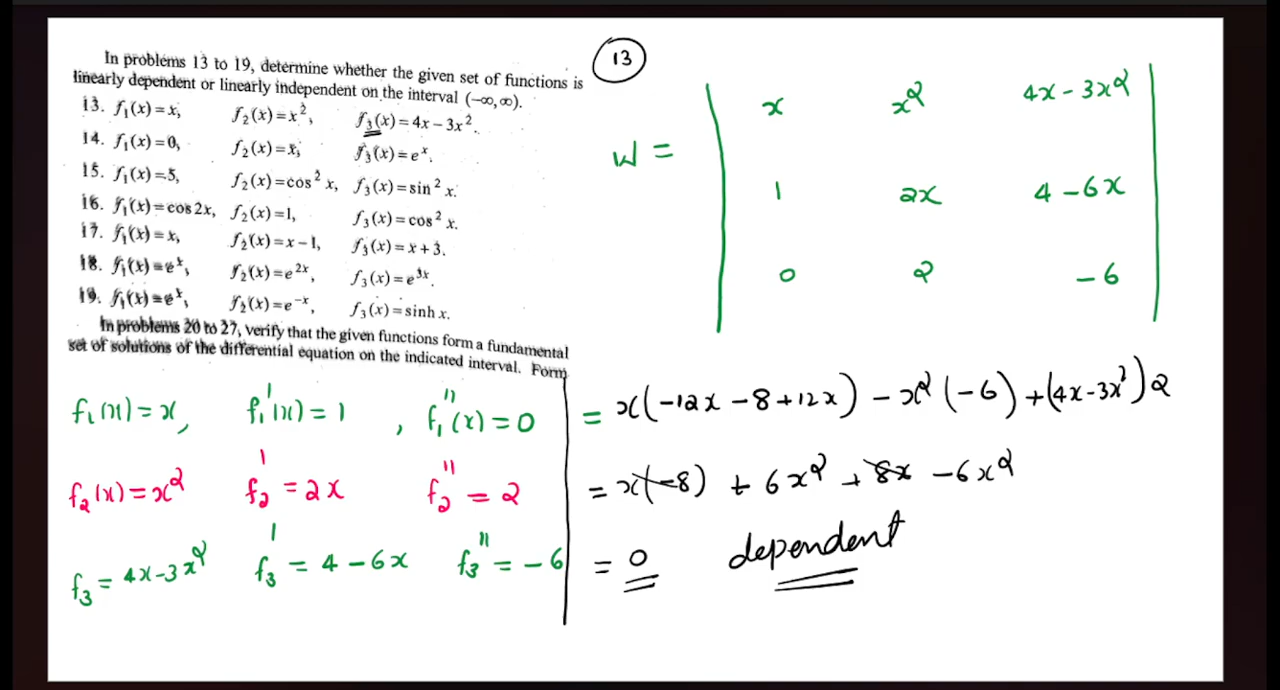 In problems 13 to 19, determine whether the given set of functions is
linearly dependent or linearly independent on the interval (−∞, ∞).
13. f₁(x)=x, f₂(x)=x², f₃(x)=4x−3x².
14. f₁(x)=0, f₂(x)=x, f₃(x)=eˣ.
15. f₁(x)=5, f₂(x)=cos² x, f₃(x)=sin² x.
16. f₁(x)=cos 2x, f₂(x)=1, f₃(x)=cos² x.
17. f₁(x)=x, f₂(x)=x−1, f₃(x)=x+3.
18. f₁(x)=eˣ, f₂(x)=e²ˣ, f₃(x)=e³ˣ.
19. f₁(x)=eˣ, f₂(x)=e⁻ˣ, f₃(x)=sinh x.
In problems 20 to 27, verify that the given functions form a fundamental
set of solutions of the differential equation on the indicated interval. Form
f₁(x)=x, f₁'(x)=1, f₁''(x)=0
f₂(x)=x² f₂'=2x f₂''=2
f₃=4x-3x² f₃'=4-6x f₃''=-6
13
x x² 4x-3x²
W =
1 2x 4-6x
0 2 -6
= x(-12x-8+12x) - x²(-6) + (4x-3x²)2
= x(-8) + 6x² + 8x - 6x²
= 0 dependent